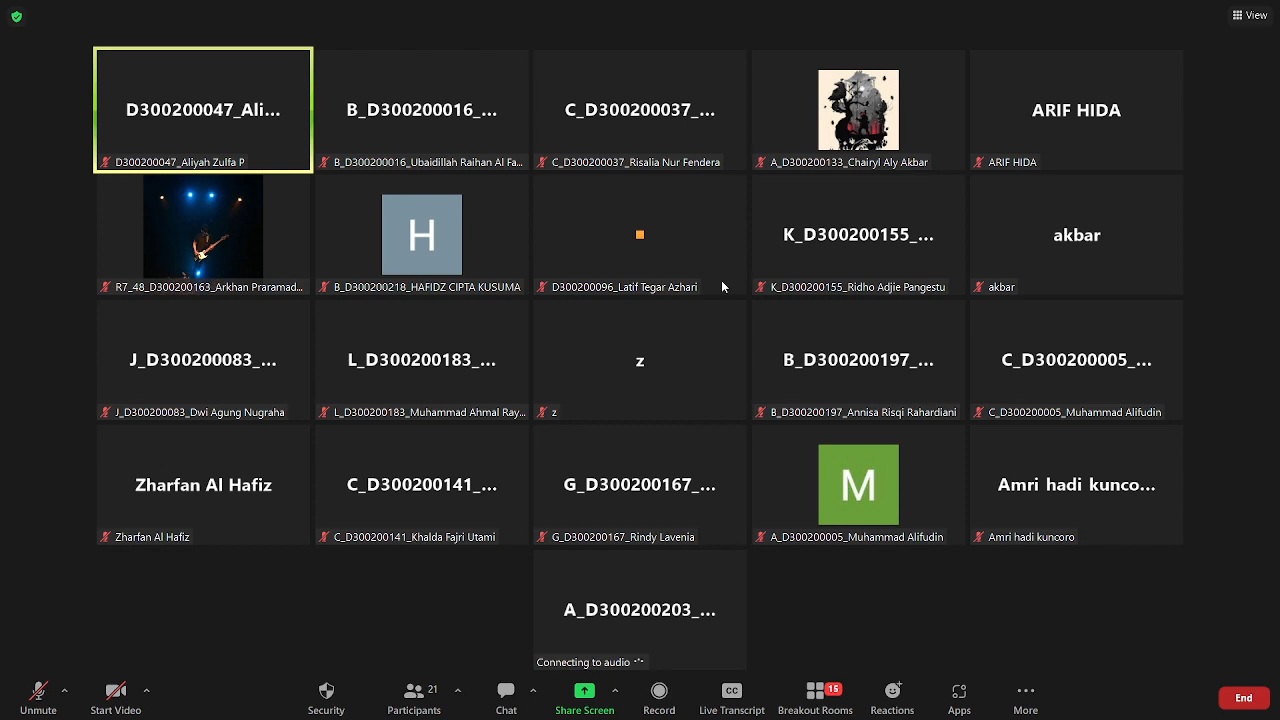 View
D300200047_Ali...
D300200047_Aliyah Zulfa P
B_D300200016_...
B_D300200016_Ubaidillah Raihan Al Fa...
C_D300200037_...
C_D300200037_Risalia Nur Fendera
A_D300200133_Chairyl Aly Akbar
ARIF HIDA
ARIF HIDA
R7_48_D300200163_Arkhan Praramad...
H
B_D300200218_HAFIDZ CIPTA KUSUMA
D300200096_Latif Tegar Azhari
K_D300200155_...
K_D300200155_Ridho Adjie Pangestu
akbar
akbar
J_D300200083_...
J_D300200083_Dwi Agung Nugraha
L_D300200183_...
L_D300200183_Muhammad Ahmal Ray...
z
z
B_D300200197_...
B_D300200197_Annisa Risqi Rahardiani
C_D300200005_...
C_D300200005_Muhammad Alifudin
Zharfan Al Hafiz
Zharfan Al Hafiz
C_D300200141_...
C_D300200141_Khalda Fajri Utami
G_D300200167_...
G_D300200167_Rindy Lavenia
M
A_D300200005_Muhammad Alifudin
Amri hadi kunco...
Amri hadi kuncoro
A_D300200203_...
Connecting to audio
Unmute
Start Video
Security
21
Participants
Chat
Share Screen
Record
CC
Live Transcript
15
Breakout Rooms
Reactions
Apps
More
End